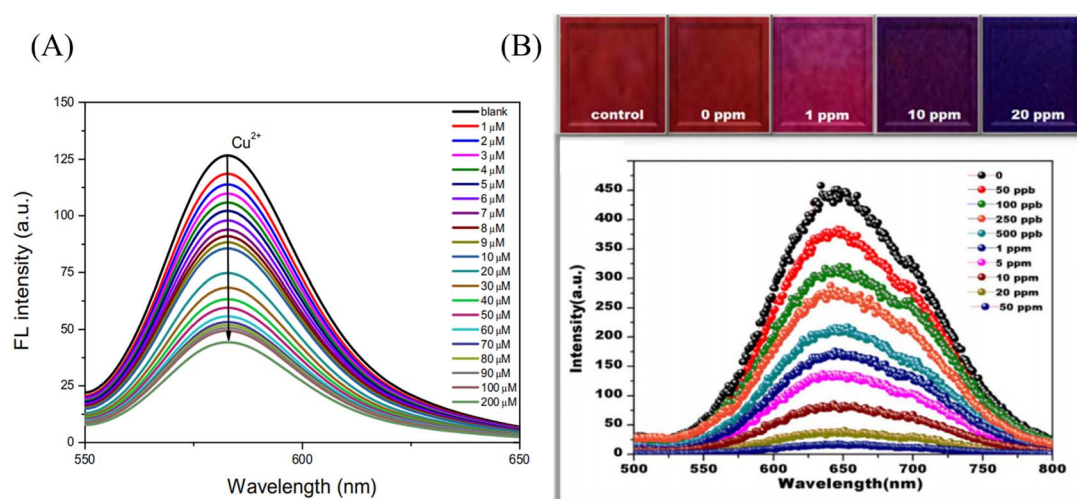 (A)
FL intensity (a.u.)
150
125
100
75
50
25
0
550
600
650
Wavelength (nm)
Cu²⁺
blank
1 µM
2 µM
3 µM
4 µM
5 µM
6 µM
7 µM
8 µM
9 µM
10 µM
20 µM
30 µM
40 µM
50 µM
60 µM
70 µM
80 µM
90 µM
100 µM
200 µM
(B)
control
0 ppm
1 ppm
10 ppm
20 ppm
Intensity(a.u.)
450
400
350
300
250
200
150
100
50
0
500
550
600
650
700
750
800
Wavelength(nm)
0
50 ppb
100 ppb
250 ppb
500 ppb
1 ppm
5 ppm
10 ppm
20 ppm
50 ppm